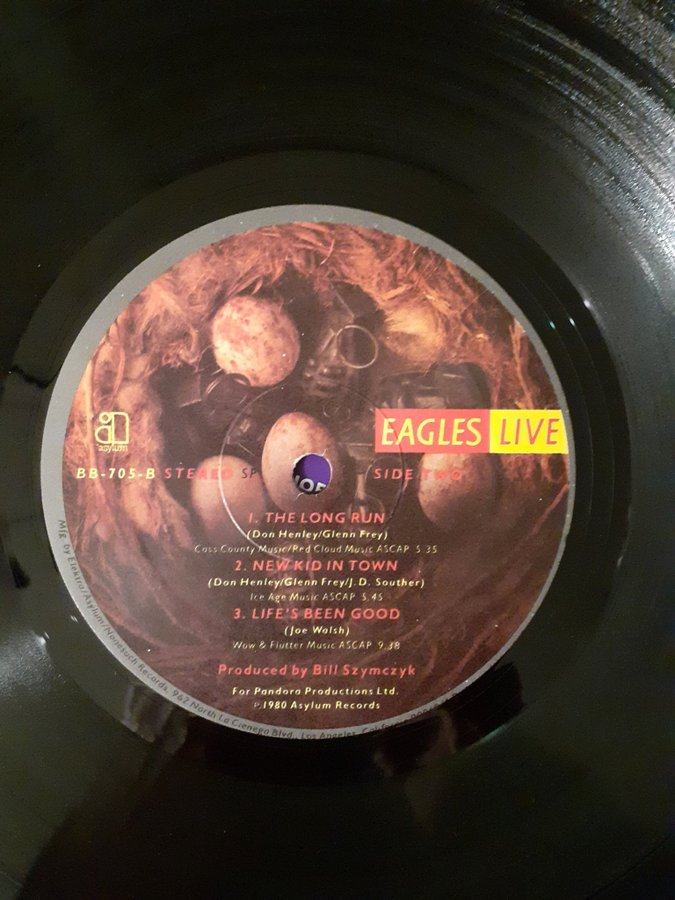 EAGLES LIVE
asylum
BB-705-B STEREO SP SIDE TWO
1. THE LONG RUN
(Don Henley/Glenn Frey)
Cass County Music/Red Cloud Music ASCAP 5.35
2. NEW KID IN TOWN
(Don Henley/Glenn Frey/J.D. Souther)
Ice Age Music ASCAP 5.45
3. LIFE'S BEEN GOOD
(Joe Walsh)
Wow & Flutter Music ASCAP 9.38
Produced by Bill Szymczyk
For Pandora Productions Ltd.
℗1980 Asylum Records
Mfg. by Elektra/Asylum/Nonesuch Records, 962 North La Cienega Blvd., Los Angeles, California